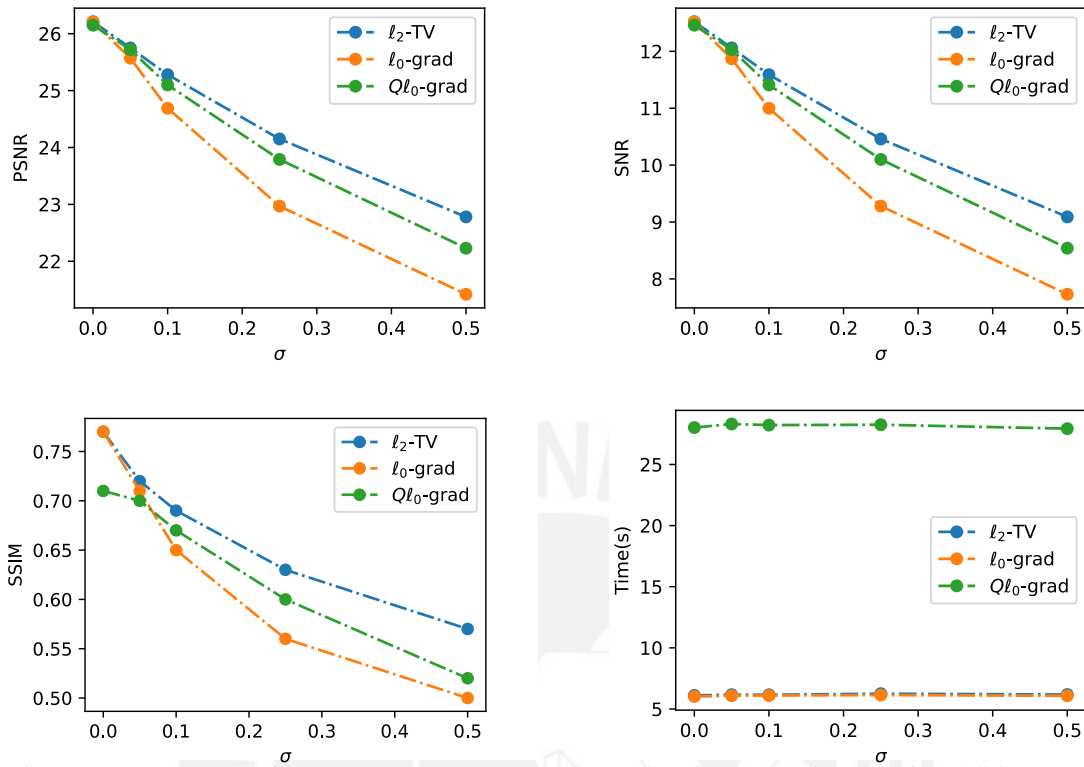 26
25
24
23
22
PSNR
0.0 0.1 0.2 0.3 0.4 0.5
σ
ℓ₂-TV
ℓ₀-grad
Qℓ₀-grad
12
11
10
9
8
SNR
0.0 0.1 0.2 0.3 0.4 0.5
σ
ℓ₂-TV
ℓ₀-grad
Qℓ₀-grad
0.75
0.70
0.65
0.60
0.55
0.50
SSIM
0.0 0.1 0.2 0.3 0.4 0.5
σ
ℓ₂-TV
ℓ₀-grad
Qℓ₀-grad
25
20
15
10
5
Time(s)
0.0 0.1 0.2 0.3 0.4 0.5
σ
ℓ₂-TV
ℓ₀-grad
Qℓ₀-grad